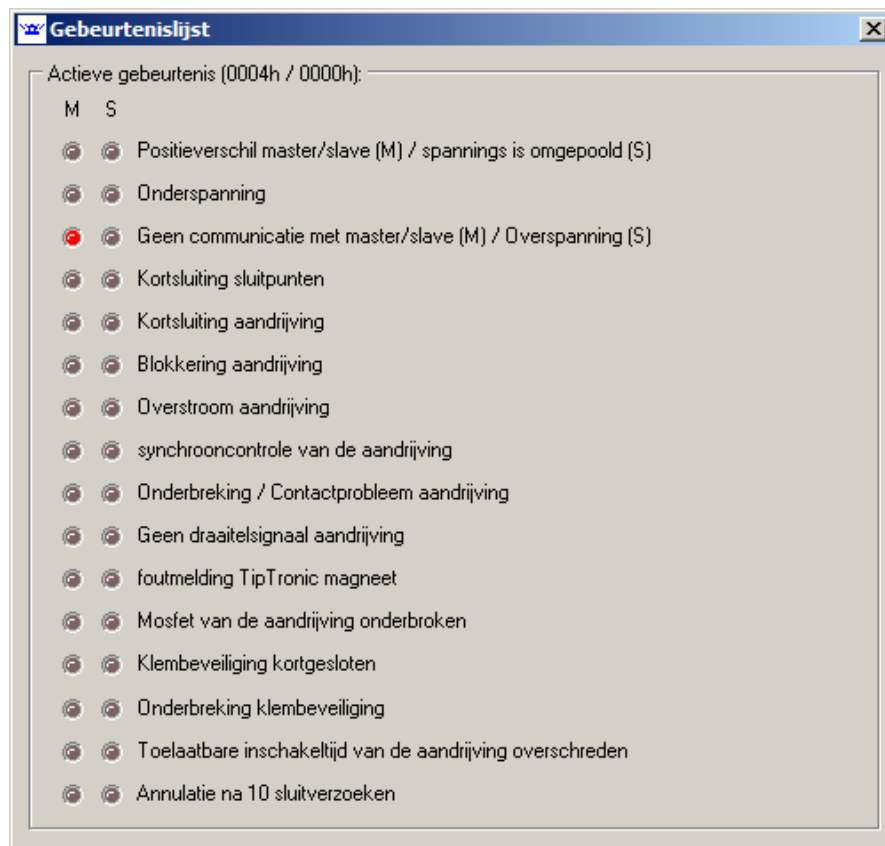 Gebeurtenislijst
Actieve gebeurtenis (0004h / 0000h):
M S
Positieverschil master/slave (M) / spannings is omgepoold (S)
Onderspanning
Geen communicatie met master/slave (M) / Overspanning (S)
Kortsluiting sluitpunten
Kortsluiting aandrijving
Blokkering aandrijving
Overstroom aandrijving
synchrooncontrole van de aandrijving
Onderbreking / Contactprobleem aandrijving
Geen draaitelsignaal aandrijving
foutmelding TipTronic magneet
Mosfet van de aandrijving onderbroken
Klembeveiliging kortgesloten
Onderbreking klembeveiliging
Toelaatbare inschakeltijd van de aandrijving overschreden
Annulatie na 10 sluitverzoeken